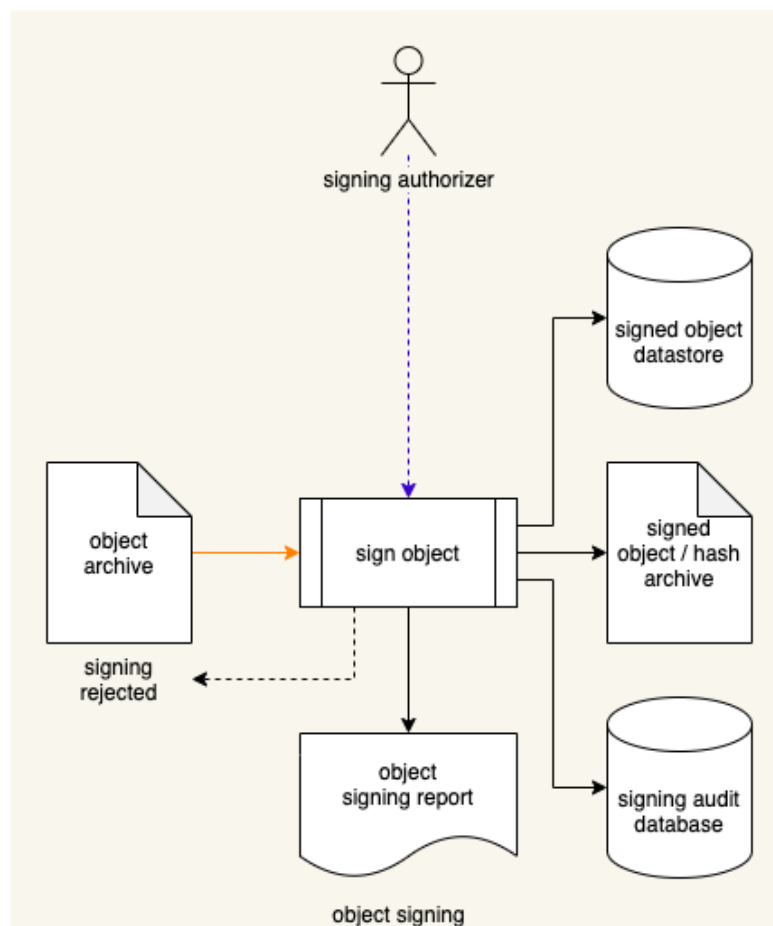 signing authorizer
signed object
datastore
object
archive
sign object
signed
object / hash
archive
signing
rejected
object
signing report
signing audit
database
object signing